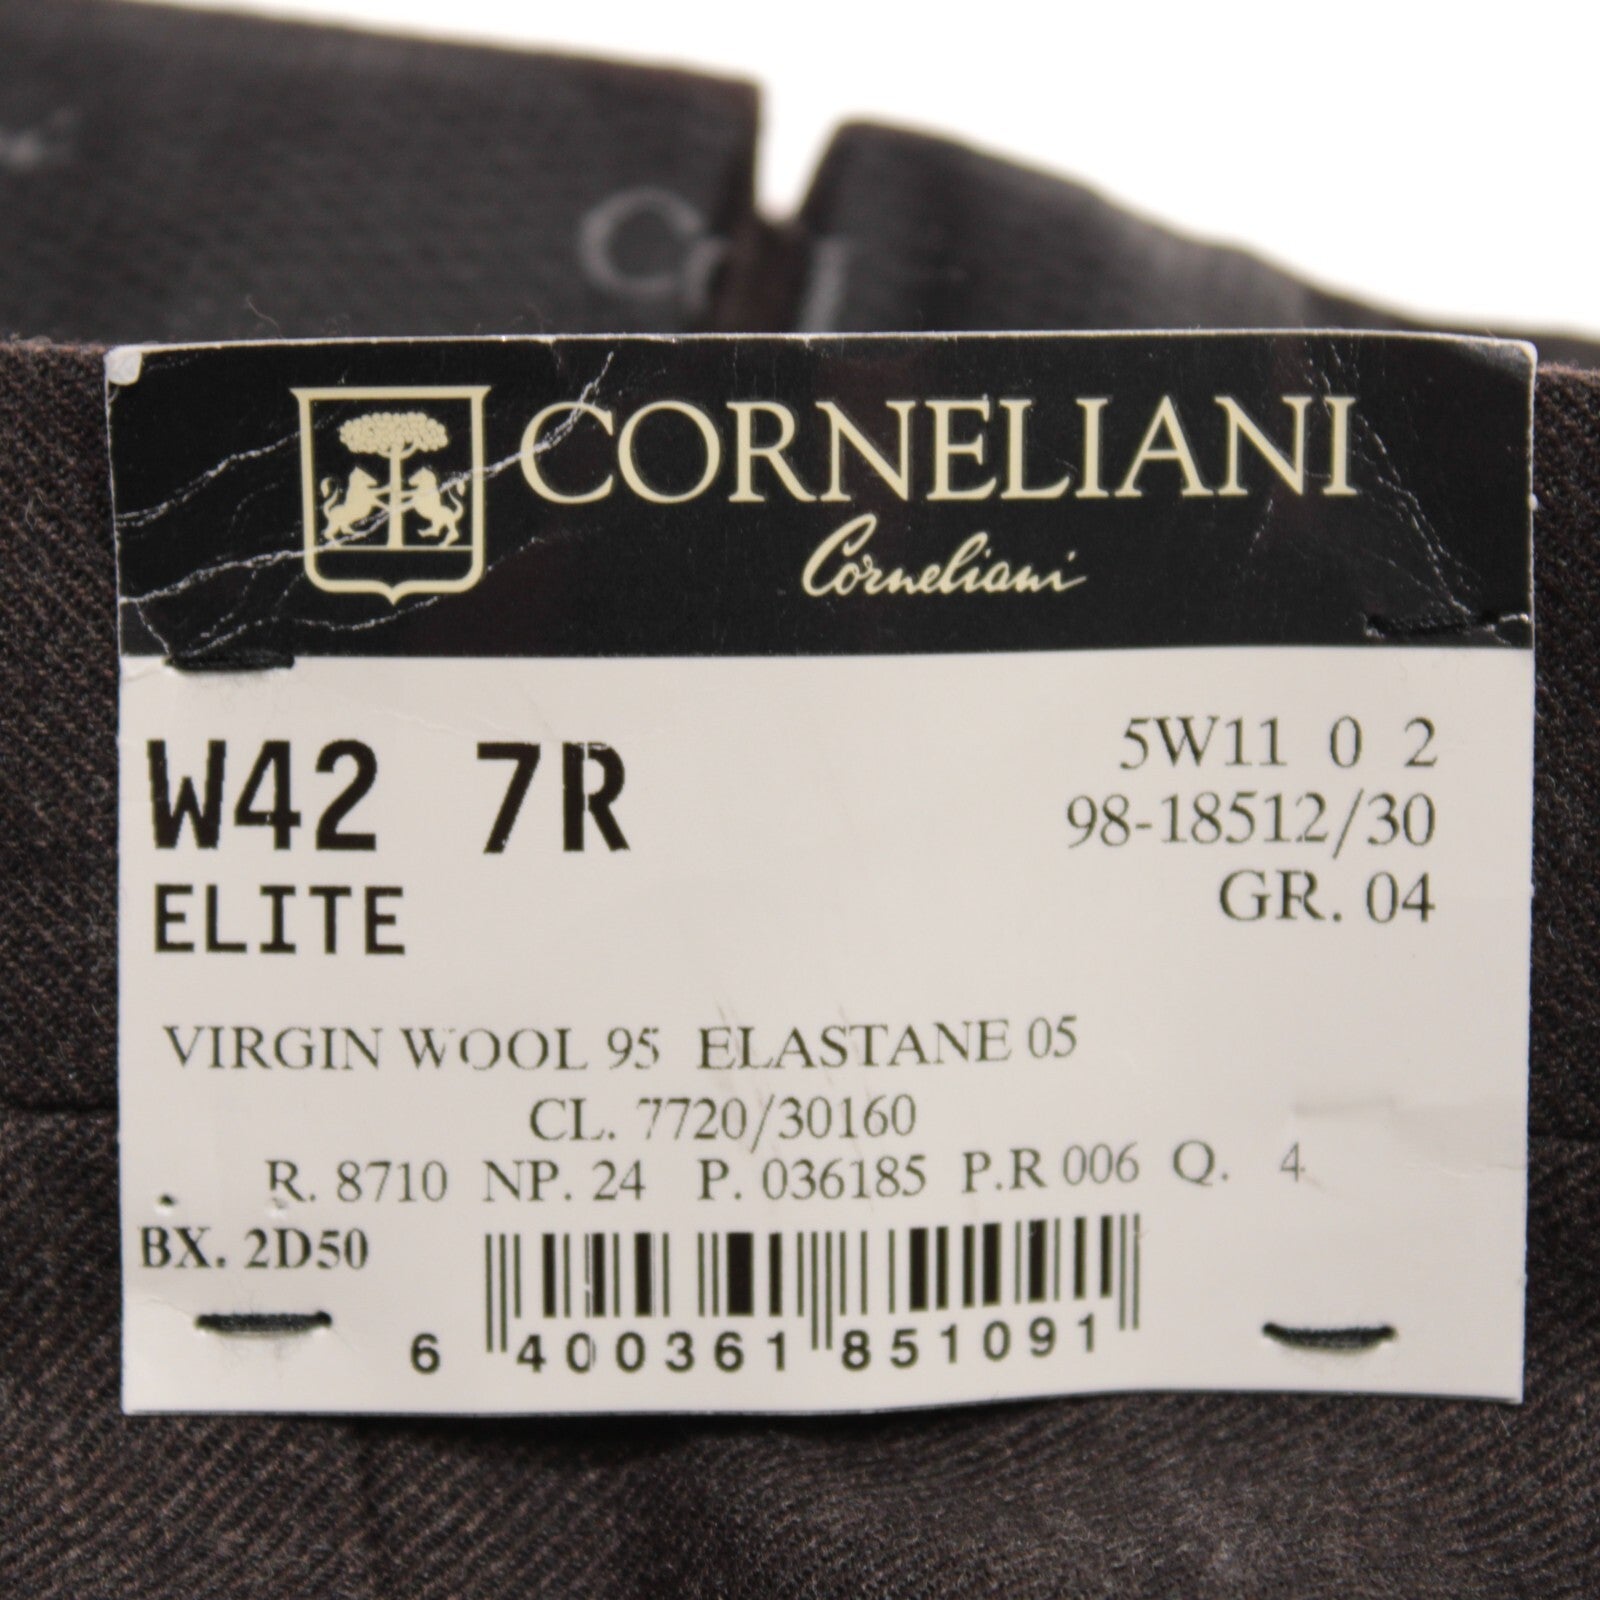 CORNELIANI
Corneliani
W42 7R
5W11 0 2
98-18512/30
ELITE
GR. 04
VIRGIN WOOL 95 ELASTANE 05
CL. 7720/30160
R. 8710 NP. 24 P. 036185 P.R 006 Q. 4
BX. 2D50
6 400361 851091